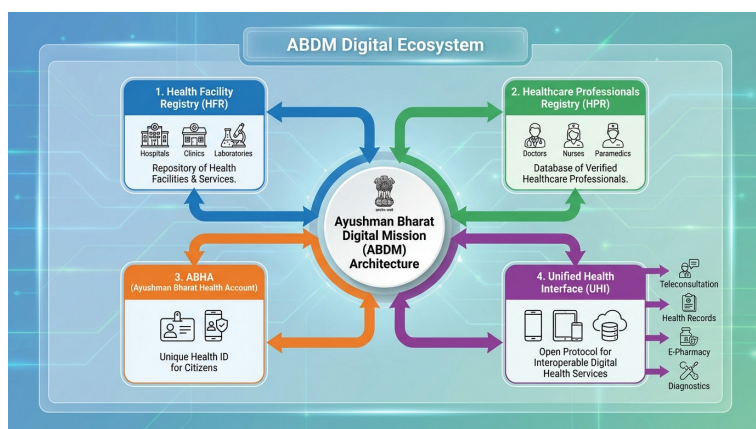 ABDM Digital Ecosystem
1. Health Facility
Registry (HFR)
Hospitals
Clinics
Laboratories
Repository of Health
Facilities & Services.
2. Healthcare Professionals
Registry (HPR)
Doctors
Nurses
Paramedics
Database of Verified
Healthcare Professionals.
Ayushman Bharat
Digital Mission
(ABDM)
Architecture
3. ABHA
(Ayushman Bharat Health Account)
Unique Health ID
for Citizens
4. Unified Health
Interface (UHI)
Open Protocol for
Interoperable Digital
Health Services
Teleconsultation
Health Records
E-Pharmacy
Diagnostics